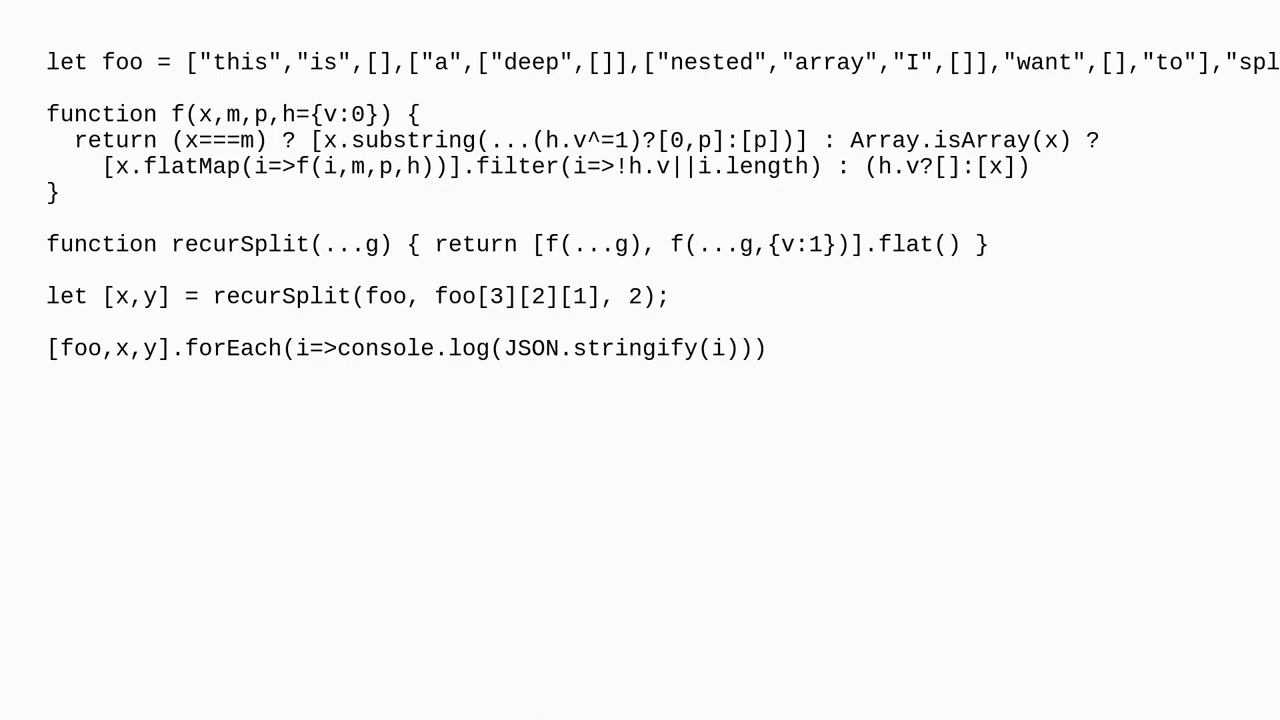 let foo = ["this","is",[],["a",["deep",[]],["nested","array","I",[]],"want",[],"to"],"spl
function f(x,m,p,h={v:0}) {
return (x===m) ? [x.substring(...(h.v^=1)?[0,p]:[p])] : Array.isArray(x) ?
[x.flatMap(i=>f(i,m,p,h))].filter(i=>!h.v||i.length) : (h.v?[]:[x])
}
function recurSplit(...g) { return [f(...g), f(...g,{v:1})].flat() }
let [x,y] = recurSplit(foo, foo[3][2][1], 2);
[foo,x,y].forEach(i=>console.log(JSON.stringify(i)))